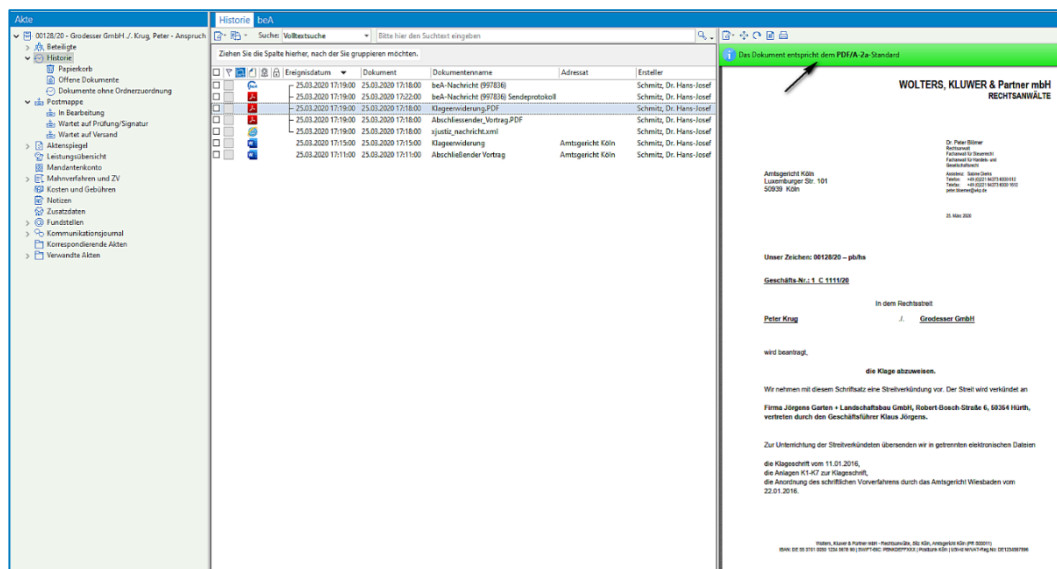 Akte
00128/20 - Grodesser GmbH ./. Krug, Peter - Anspruch
Beteiligte
Historie
Papierkorb
Offene Dokumente
Dokumente ohne Ordnerzuordnung
Postmappe
In Bearbeitung
Wartet auf Prüfung/Signatur
Wartet auf Versand
Aktenspiegel
Leistungsübersicht
Mandantenkonto
Mahnverfahren und ZV
Kosten und Gebühren
Notizen
Zusatzdaten
Fundstellen
Kommunikationsjournal
Korrespondierende Akten
Verwandte Akten
Historie beA
Suche: Volltextsuche Bitte hier den Suchtext eingeben
Ziehen Sie die Spalte hierher, nach der Sie gruppieren möchten.
Ereignisdatum Dokument Dokumentenname Adressat Ersteller
25.03.2020 17:19:00 25.03.2020 17:18:00 beA-Nachricht (997836) Schmitz, Dr. Hans-Josef
25.03.2020 17:19:00 25.03.2020 17:22:00 beA-Nachricht (997836) Sendeprotokoll Schmitz, Dr. Hans-Josef
25.03.2020 17:19:00 25.03.2020 17:18:00 Klageerwiderung.PDF Schmitz, Dr. Hans-Josef
25.03.2020 17:19:00 25.03.2020 17:18:00 Abschliessender_Vortrag.PDF Schmitz, Dr. Hans-Josef
25.03.2020 17:19:00 25.03.2020 17:18:00 xjustiz_nachricht.xml Schmitz, Dr. Hans-Josef
25.03.2020 17:15:00 25.03.2020 17:15:00 Klageerwiderung Amtsgericht Köln Schmitz, Dr. Hans-Josef
25.03.2020 17:11:00 25.03.2020 17:11:00 Abschließender Vortrag Amtsgericht Köln Schmitz, Dr. Hans-Josef
Das Dokument entspricht dem PDF/A-2a-Standard
WOLTERS, KLUWER & Partner mbH
RECHTSANWÄLTE
Dr. Peter Blömer
Rechtsanwalt
Fachanwalt für Steuerrecht
Fachanwalt für Handels- und
Gesellschaftsrecht
Amtsgericht Köln
Luxemburger Str. 101
50939 Köln
25. März 2020
Unser Zeichen: 00128/20 – pb/hs
Geschäfts-Nr.: 1 C 1111/20
In dem Rechtsstreit
Peter Krug ./. Grodesser GmbH
wird beantragt,
die Klage abzuweisen.
Wir nehmen mit diesem Schriftsatz eine Streitverkündung vor. Der Streit wird verkündet an
Firma Jörgens Garten + Landschaftsbau GmbH, Robert-Bosch-Straße 6, 50354 Hürth,
vertreten durch den Geschäftsführer Klaus Jörgens.
Zur Unterrichtung der Streitverkündeten übersenden wir in getrennten elektronischen Dateien
die Klageschrift vom 11.01.2016,
die Anlagen K1-K7 zur Klageschrift,
die Anordnung des schriftlichen Vorverfahrens durch das Amtsgericht Wiesbaden vom
22.01.2016.